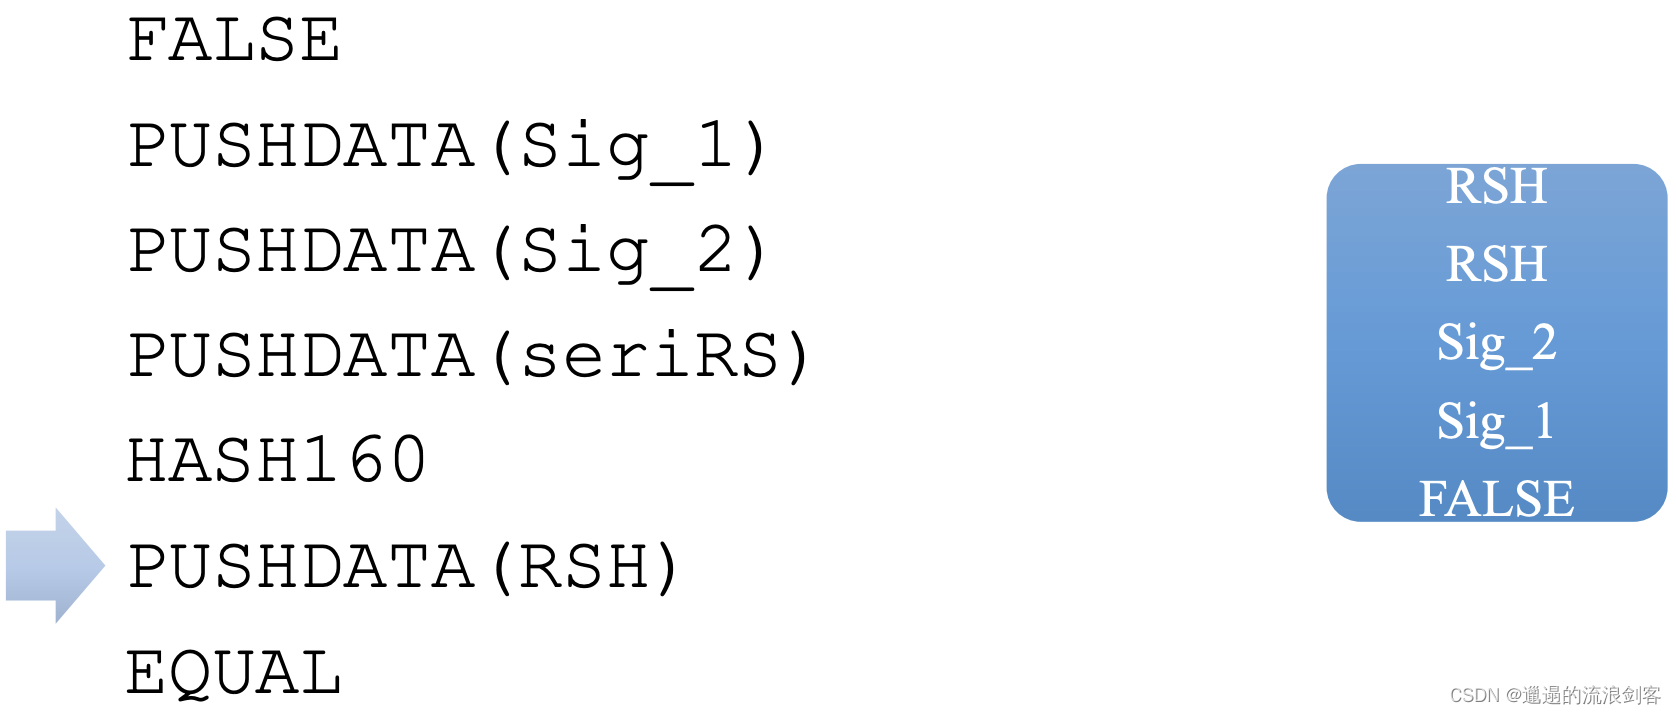 FALSE
PUSHDATA(Sig_1)
PUSHDATA(Sig_2)
PUSHDATA(seriRS)
HASH160
PUSHDATA(RSH)
EQUAL
RSH
RSH
Sig_2
Sig_1
FALSE
CSDN @邋遢的流浪剑客